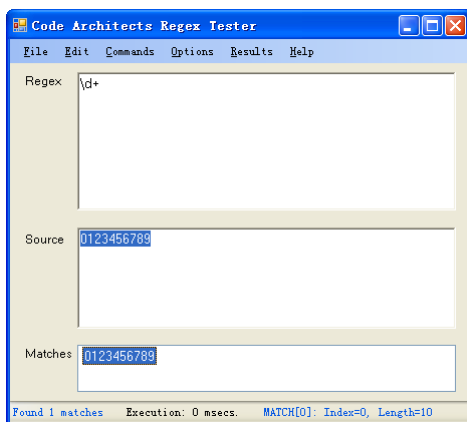 Code Architects Regex Tester
File Edit Commands Options Results Help
Regex \d+
Source 0123456789
Matches 0123456789
Found 1 matches Execution: 0 msecs. MATCH[0]: Index=0, Length=10